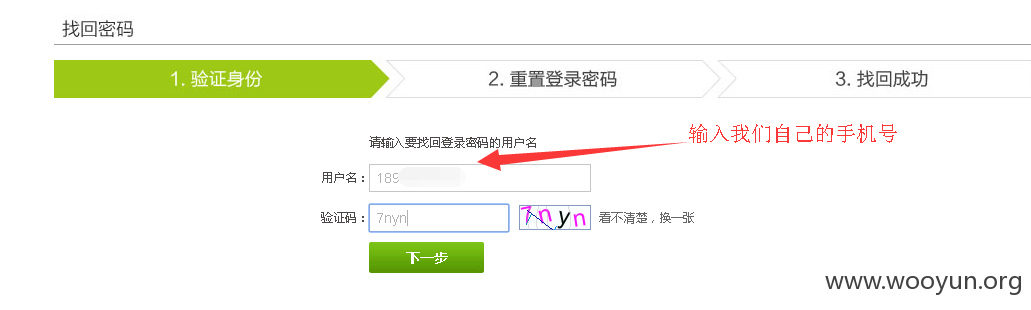 找回密码
1. 验证身份
2. 重置登录密码
3. 找回成功
输入我们自己的手机号
请输入要找回登录密码的用户名
用户名：189
验证码：7nyn 7nyn 看不清楚，换一张
下一步
www.wooyun.org